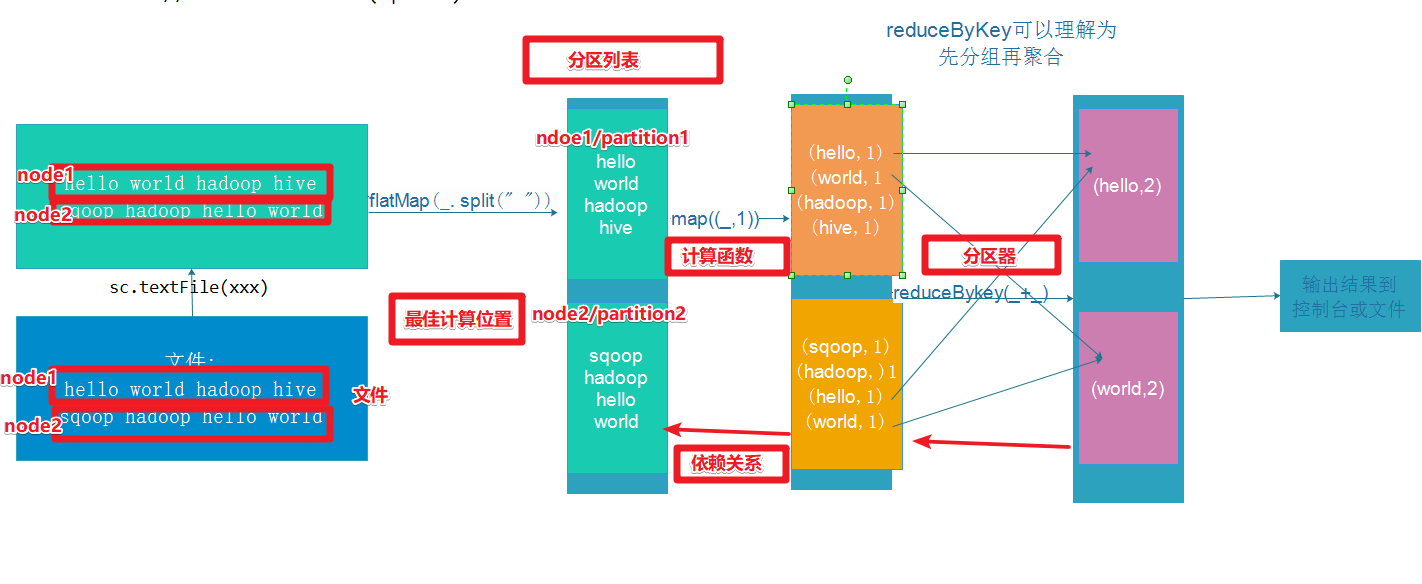 reduceByKey可以理解为
先分组再聚合
分区列表
node1
hello world hadoop hive
node2
sqoop hadoop hello world
flatMap(_.split(" "))
sc.textFile(xxx)
文件:
node1
hello world hadoop hive
文件
node2
sqoop hadoop hello world
最佳计算位置
ndoe1/partition1
hello
world
hadoop
hive
node2/partition2
sqoop
hadoop
hello
world
map((_,1))
计算函数
依赖关系
(hello,1)
(world,1
(hadoop,1)
(hive,1)
(sqoop,1)
(hadoop,)1
(hello,1)
(world,1)
分区器
reduceBykey(_+_)
(hello,2)
(world,2)
输出结果到
控制台或文件